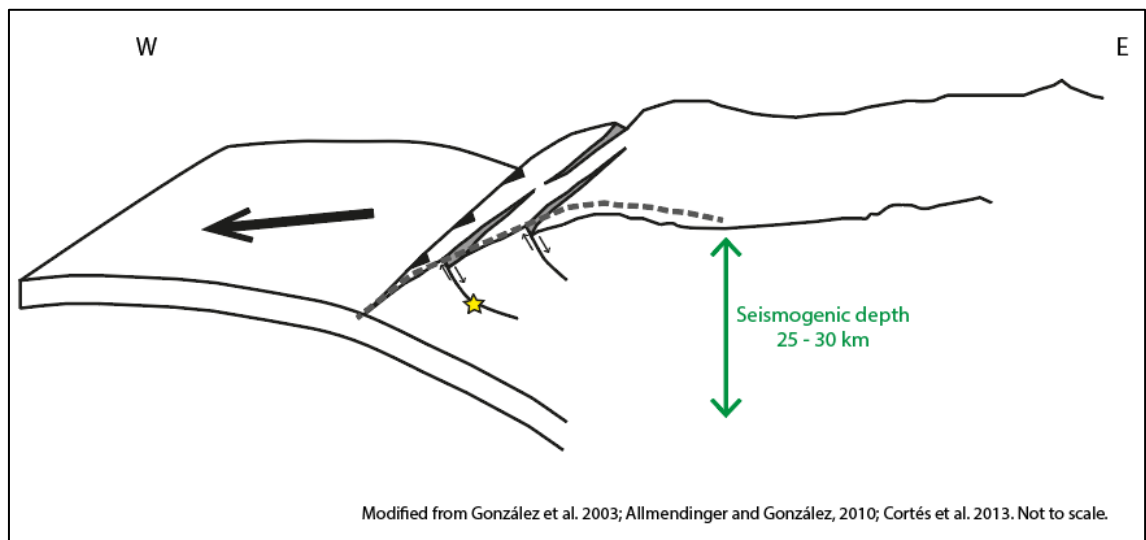 W
E
Seismogenic depth
25 - 30 km
Modified from González et al. 2003; Allmendinger and González, 2010; Cortés et al. 2013. Not to scale.